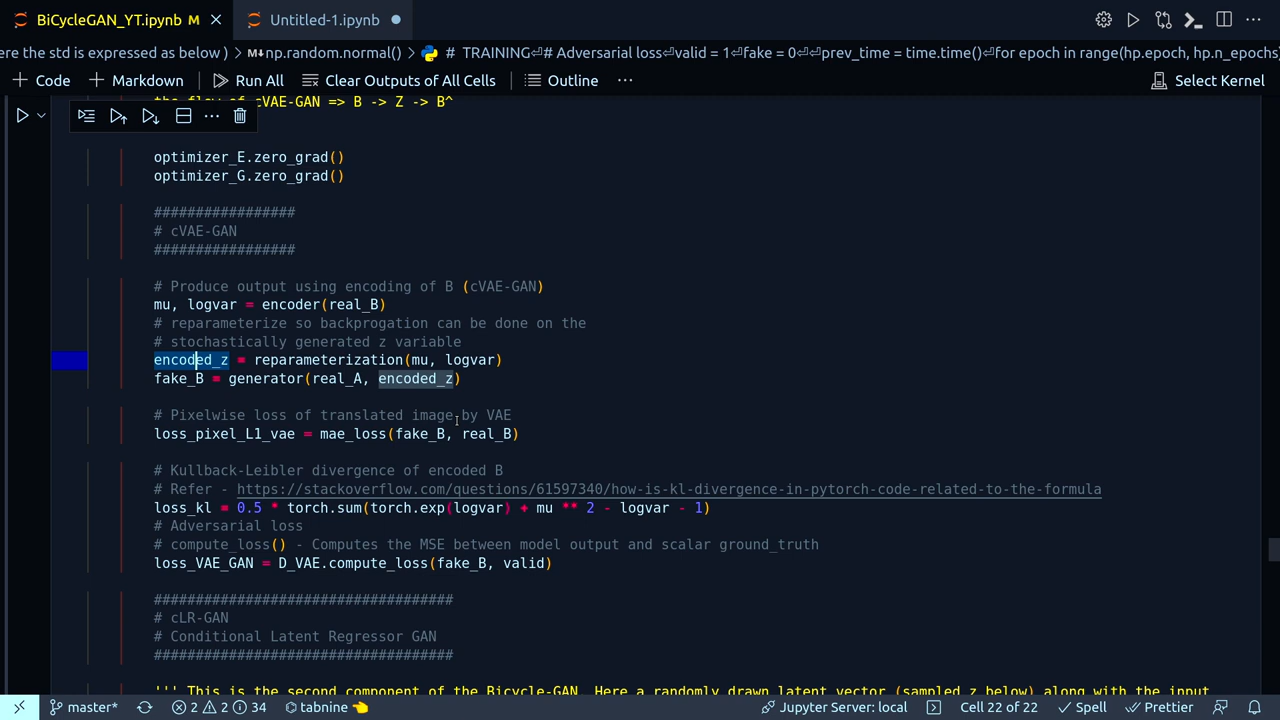 BiCycleGAN_YT.ipynb M
Untitled-1.ipynb
ere the std is expressed as below ) > M↓np.random.normal() > # TRAINING⏎# Adversarial loss⏎valid = 1⏎fake = 0⏎⏎prev_time = time.time()⏎for epoch in range(hp.epoch, hp.n_epochs
+ Code + Markdown Run All Clear Outputs of All Cells Outline ··· Select Kernel
the flow of cVAE-GAN => B -> Z -> B^
optimizer_E.zero_grad()
optimizer_G.zero_grad()
#################
# cVAE-GAN
#################
# Produce output using encoding of B (cVAE-GAN)
mu, logvar = encoder(real_B)
# reparameterize so backprogation can be done on the
# stochastically generated z variable
encoded_z = reparameterization(mu, logvar)
fake_B = generator(real_A, encoded_z)
# Pixelwise loss of translated image by VAE
loss_pixel_L1_vae = mae_loss(fake_B, real_B)
# Kullback-Leibler divergence of encoded B
# Refer - https://stackoverflow.com/questions/61597340/how-is-kl-divergence-in-pytorch-code-related-to-the-formula
loss_kl = 0.5 * torch.sum(torch.exp(logvar) + mu ** 2 - logvar - 1)
# Adversarial loss
# compute_loss() - Computes the MSE between model output and scalar ground_truth
loss_VAE_GAN = D_VAE.compute_loss(fake_B, valid)
####################################
# cLR-GAN
# Conditional Latent Regressor GAN
####################################
''' This is the second component of the Bicycle-GAN. Here a randomly drawn latent vector (sampled_z below) along with the input
master* 2 2 34 tabnine 👈 Jupyter Server: local Cell 22 of 22 Spell Prettier